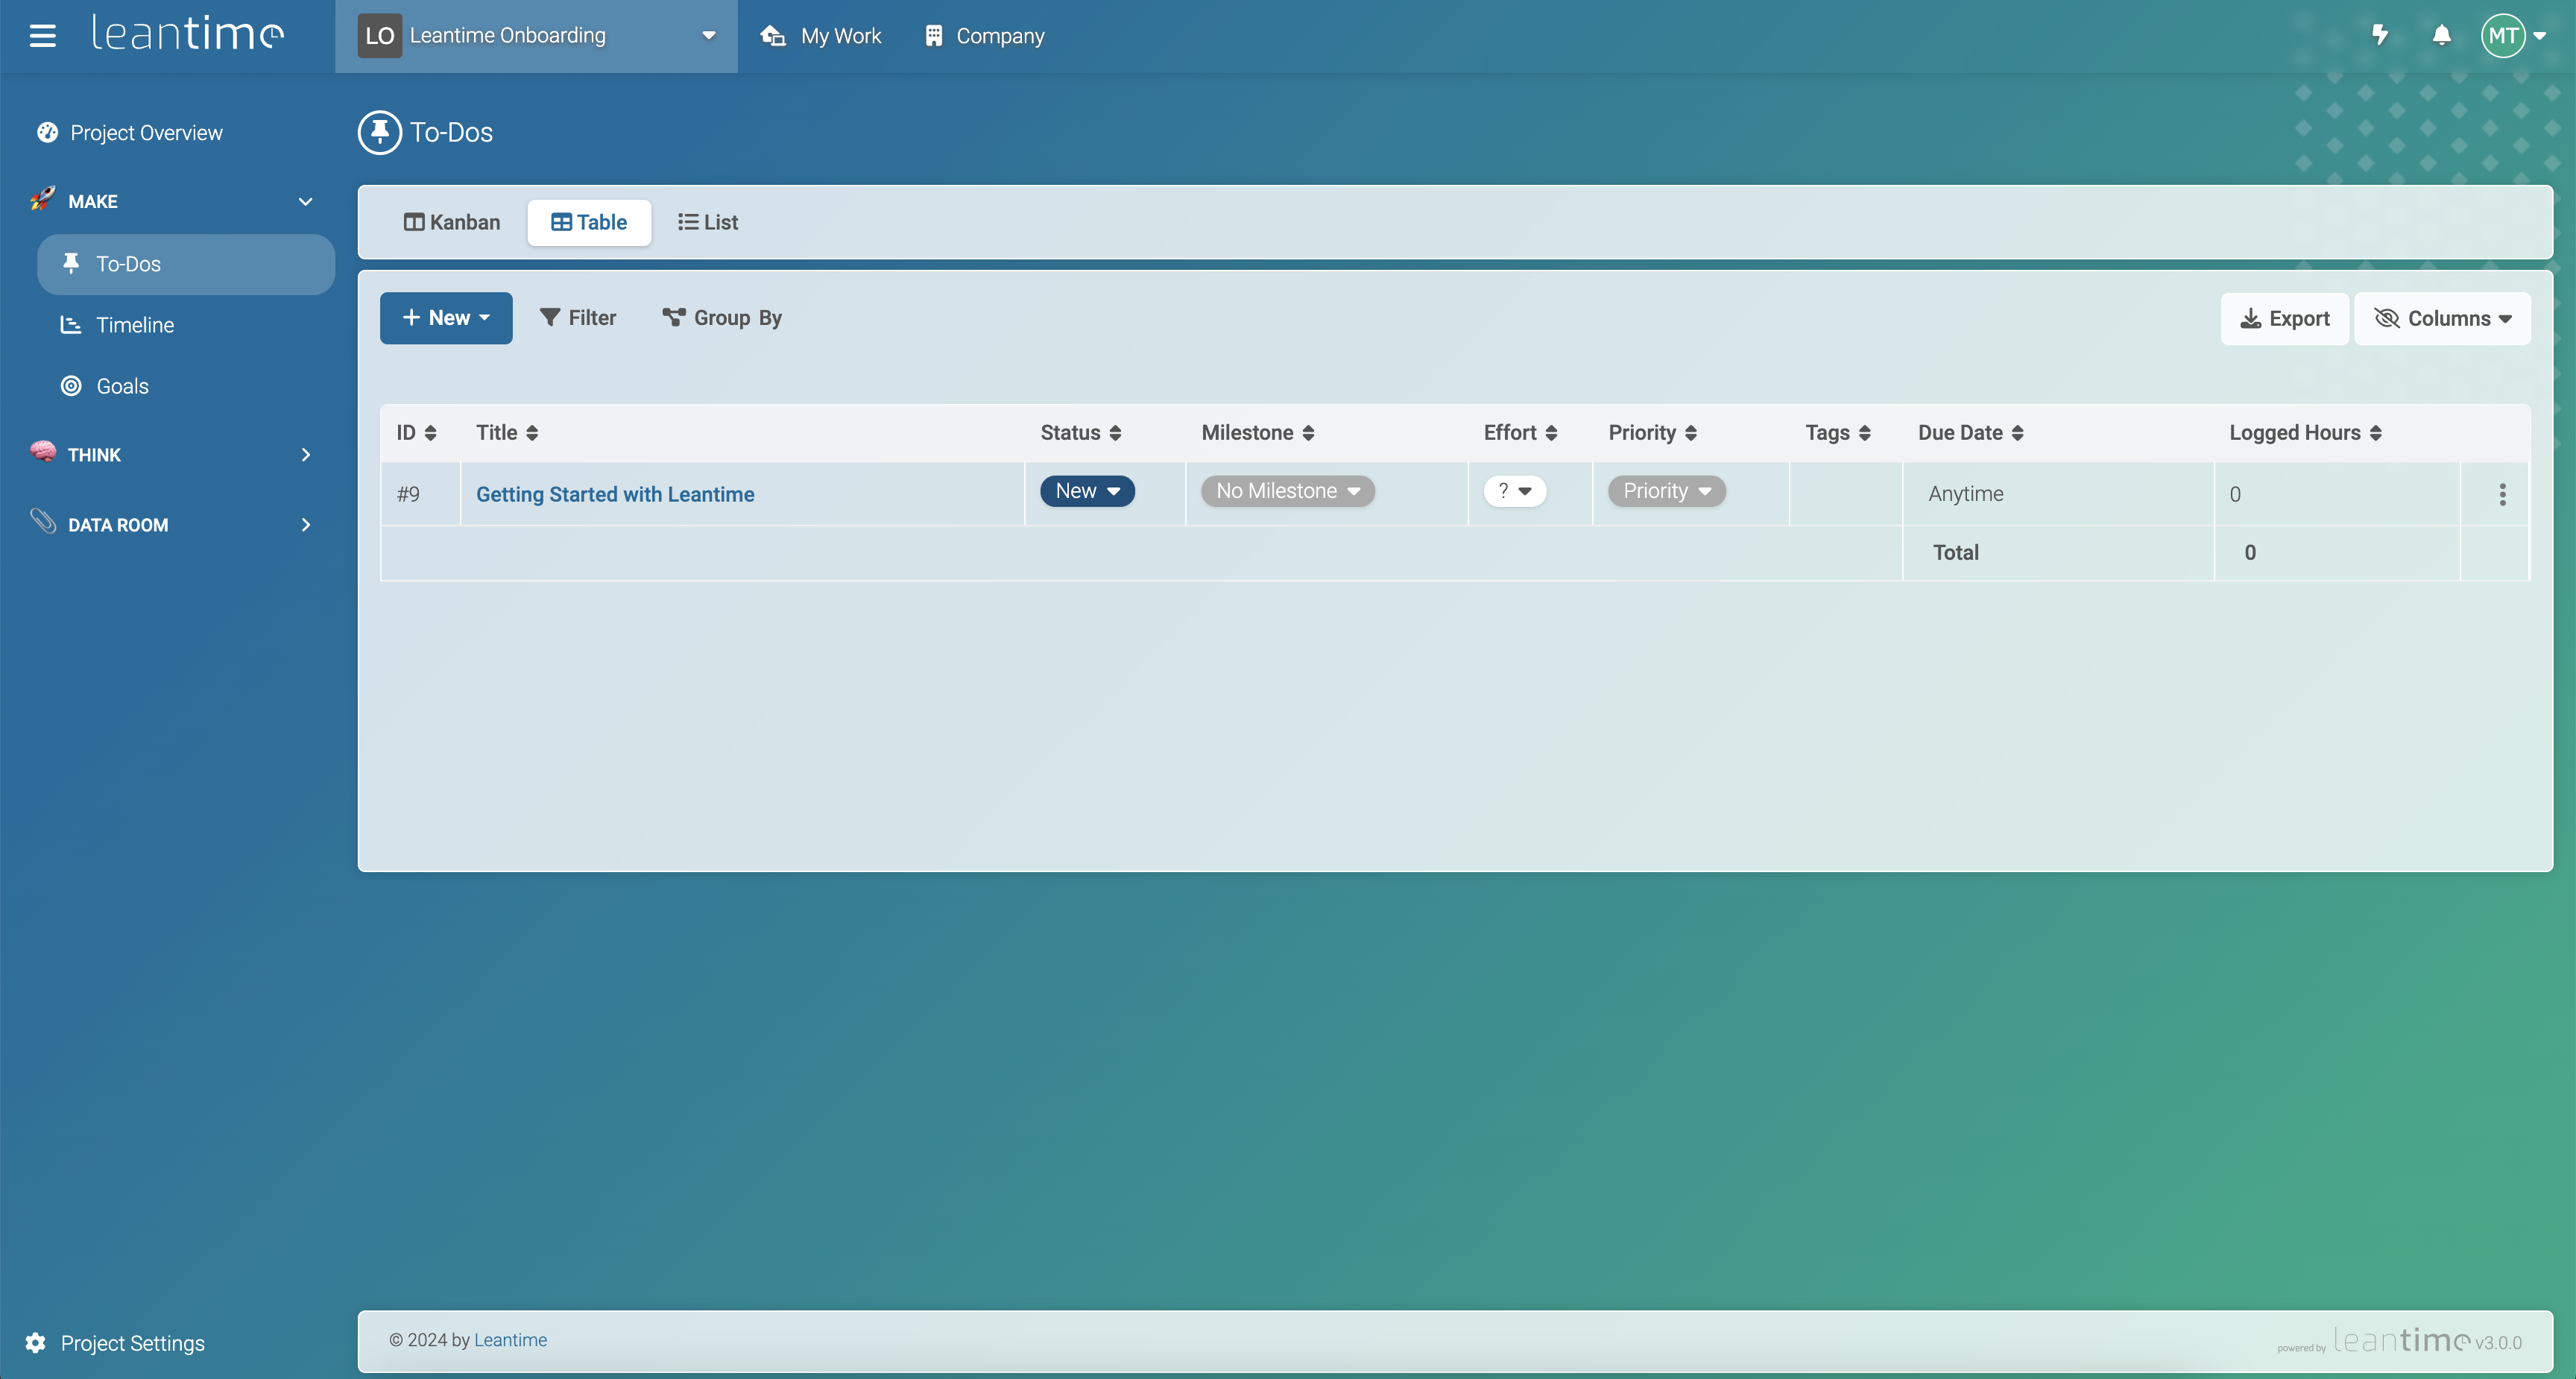 leantime
LO Leantime Onboarding
My Work
Company
MT
Project Overview
MAKE
To-Dos
Timeline
Goals
THINK
DATA ROOM
Project Settings
To-Dos
Kanban Table List
+ New Filter Group By Export Columns
ID Title Status Milestone Effort Priority Tags Due Date Logged Hours
#9 Getting Started with Leantime New No Milestone ? Priority Anytime 0
Total 0
© 2024 by Leantime
powered by leantime v3.0.0